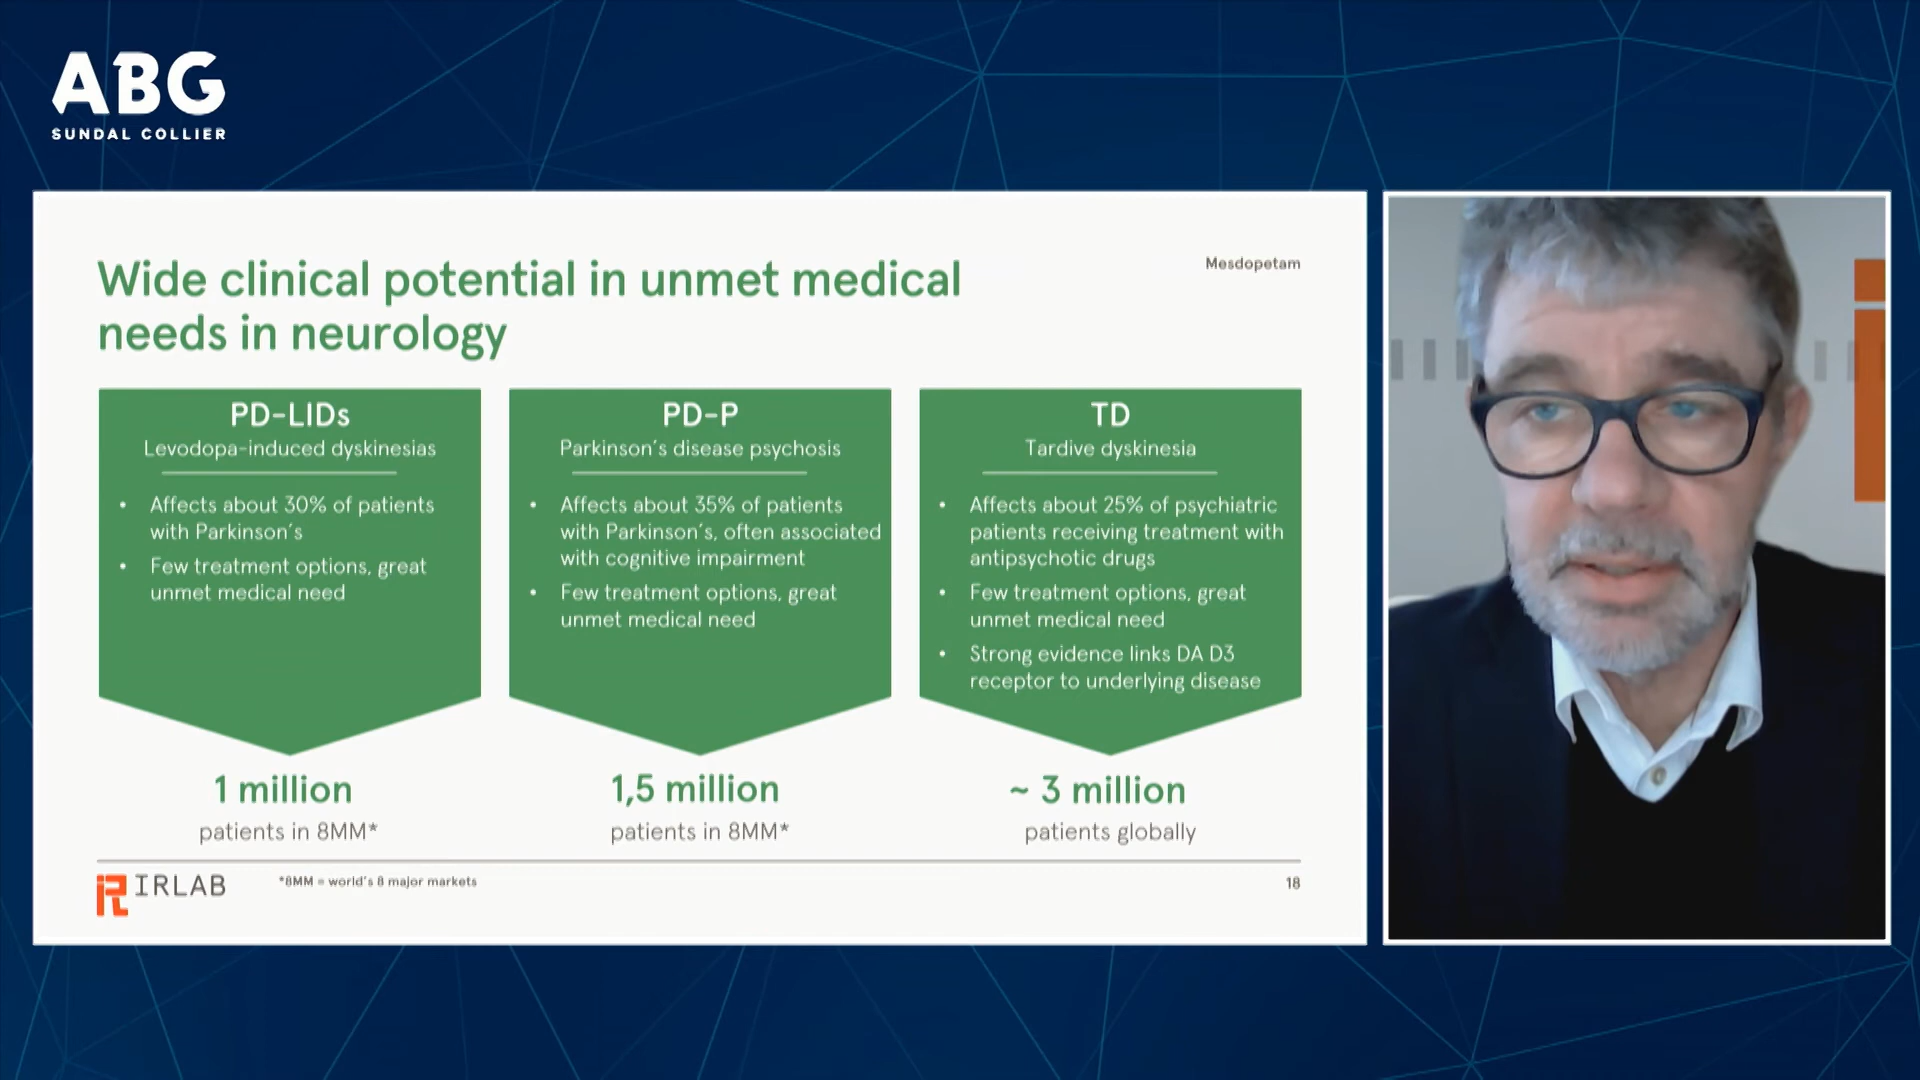 ABG
SUNDAL COLLIER
Wide clinical potential in unmet medical
needs in neurology
Mesdopetam
PD-LIDs
Levodopa-induced dyskinesias
• Affects about 30% of patients
with Parkinson´s
• Few treatment options, great
unmet medical need
1 million
patients in 8MM*
PD-P
Parkinson´s disease psychosis
• Affects about 35% of patients
with Parkinson´s, often associated
with cognitive impairment
• Few treatment options, great
unmet medical need
1,5 million
patients in 8MM*
TD
Tardive dyskinesia
• Affects about 25% of psychiatric
patients receiving treatment with
antipsychotic drugs
• Few treatment options, great
unmet medical need
• Strong evidence links DA D3
receptor to underlying disease
~ 3 million
patients globally
IRLAB
*8MM = world's 8 major markets
18